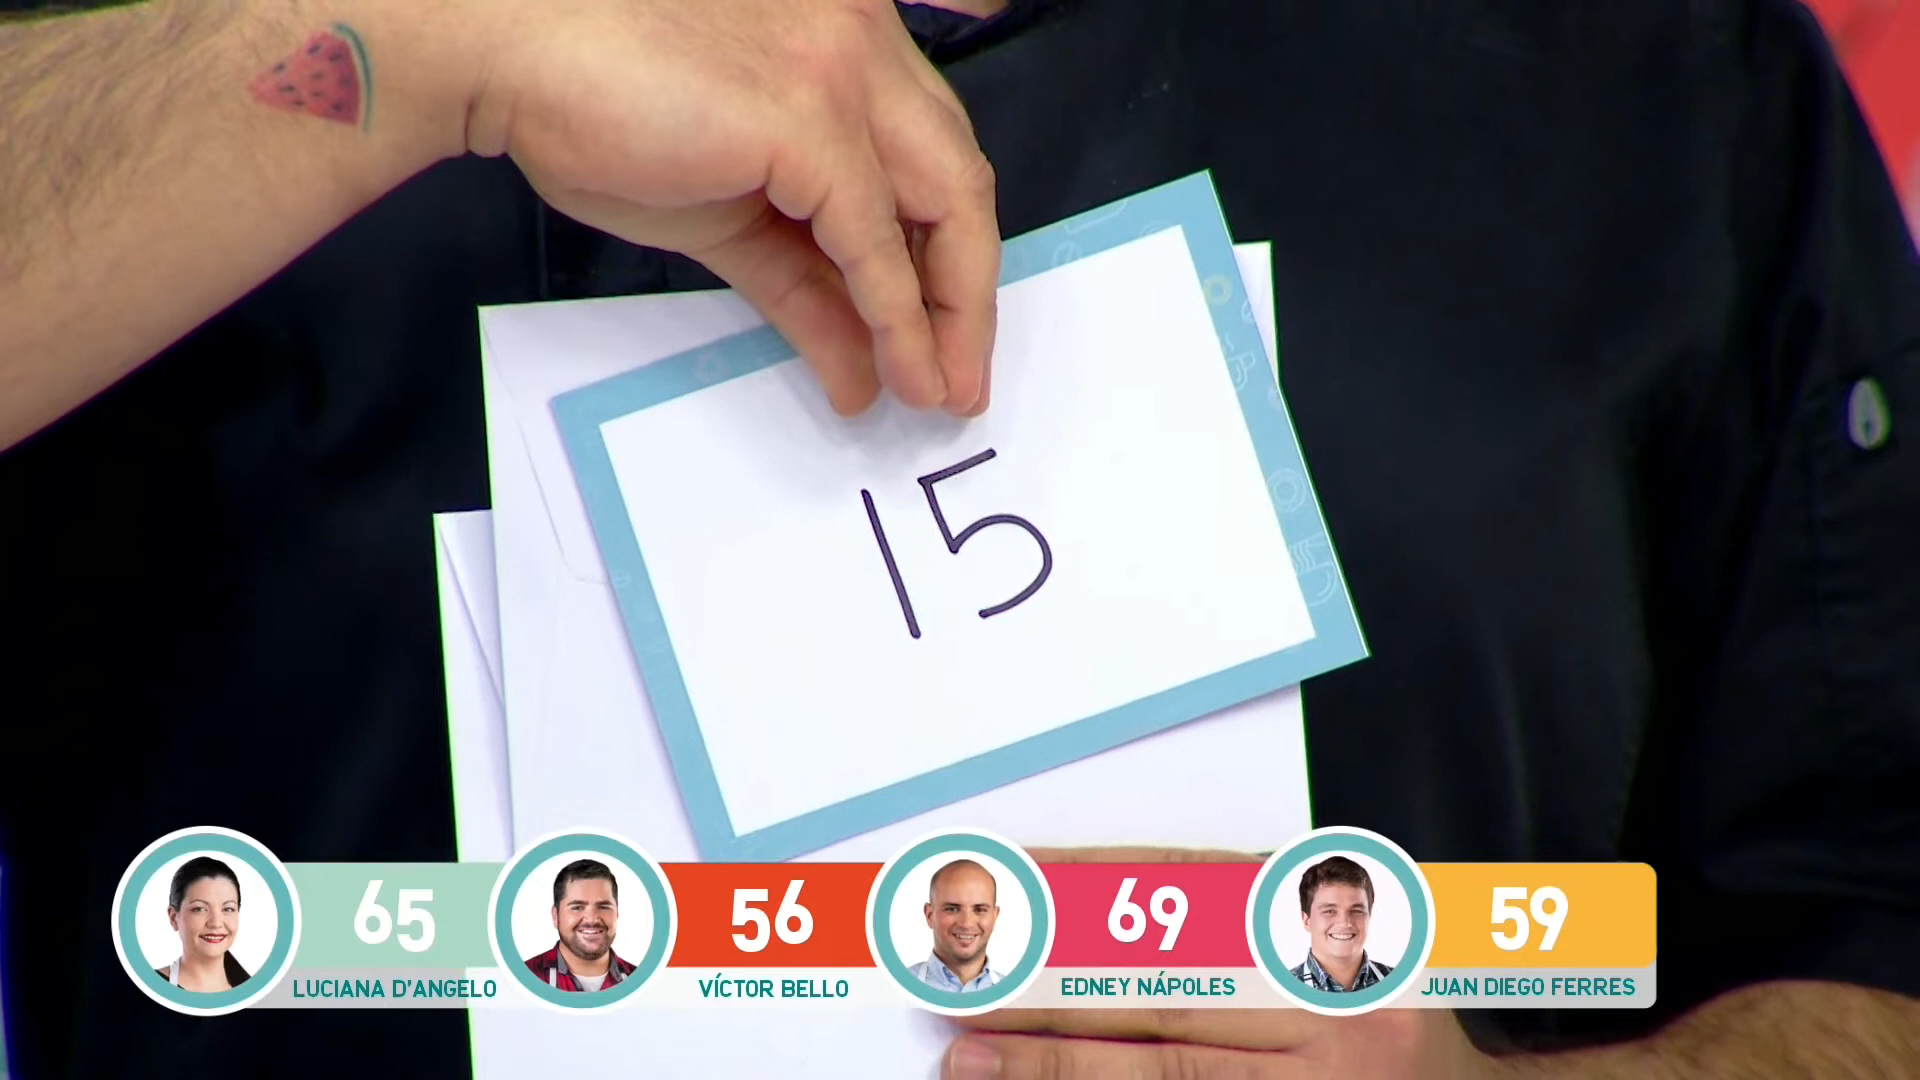 15
65
LUCIANA D'ANGELO
56
VÍCTOR BELLO
69
EDNEY NÁPOLES
59
JUAN DIEGO FERRES